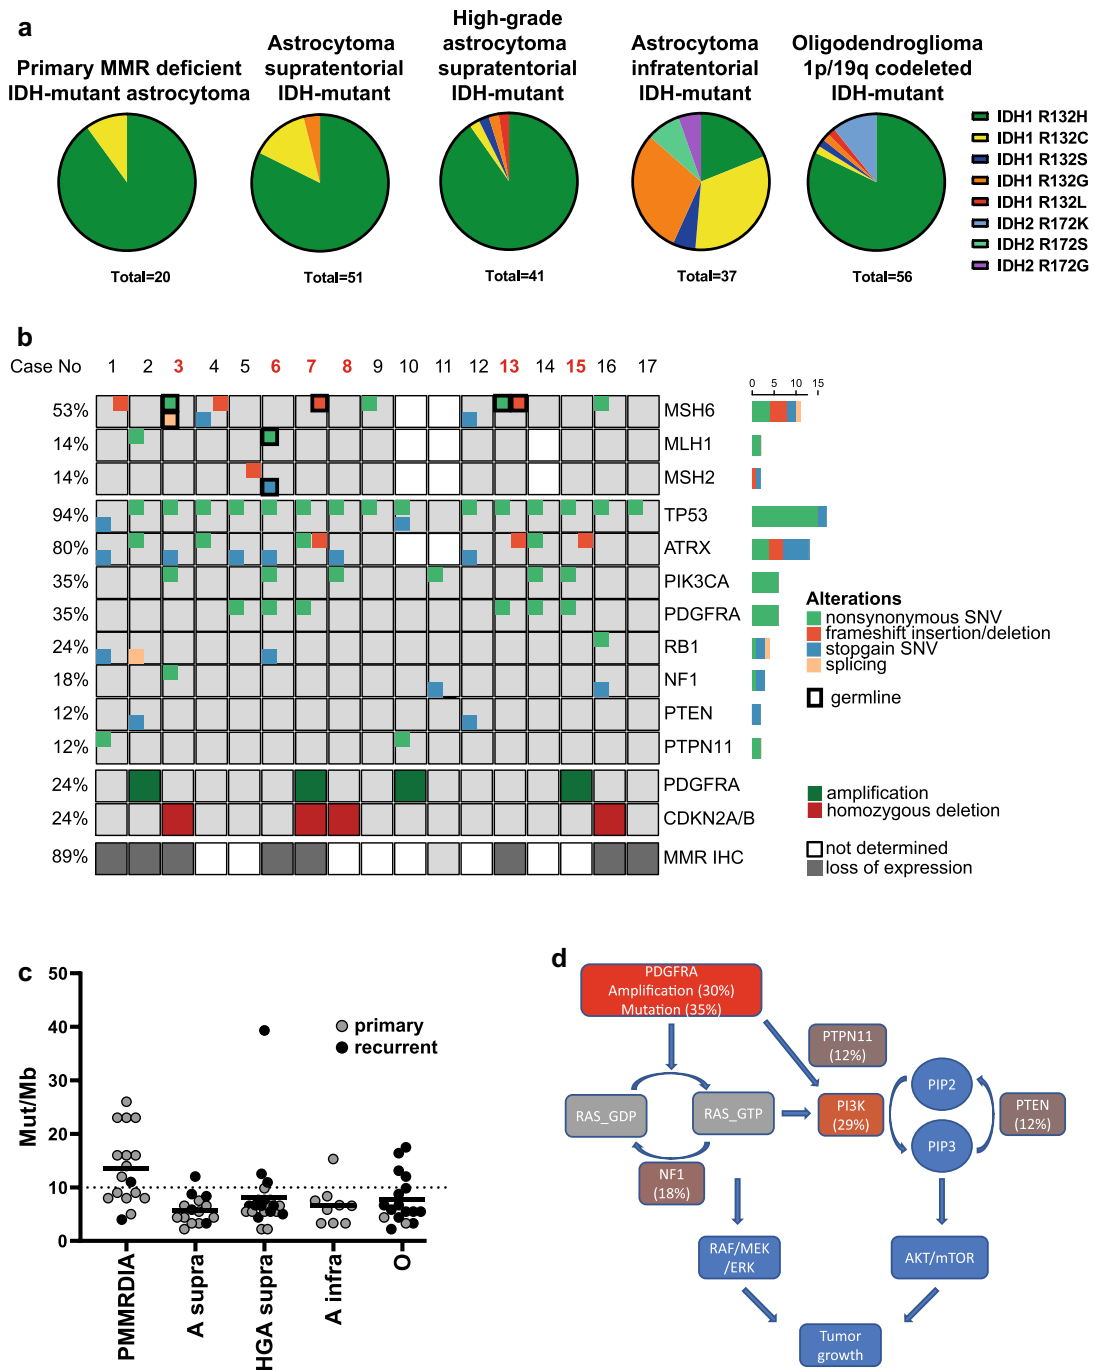 a
Primary MMR deficient
IDH-mutant astrocytoma
Astrocytoma
supratentorial
IDH-mutant
High-grade
astrocytoma
supratentorial
IDH-mutant
Astrocytoma
infratentorial
IDH-mutant
Oligodendroglioma
1p/19q codeleted
IDH-mutant
IDH1 R132H
IDH1 R132C
IDH1 R132S
IDH1 R132G
IDH1 R132L
IDH2 R172K
IDH2 R172S
IDH2 R172G
Total=20
Total=51
Total=41
Total=37
Total=56
b
Case No 1 2 3 4 5 6 7 8 9 10 11 12 13 14 15 16 17
0 5 10 15
53% MSH6
14% MLH1
14% MSH2
94% TP53
80% ATRX
35% PIK3CA
35% PDGFRA
24% RB1
18% NF1
12% PTEN
12% PTPN11
24% PDGFRA
24% CDKN2A/B
89% MMR IHC
Alterations
nonsynonymous SNV
frameshift insertion/deletion
stopgain SNV
splicing
germline
amplification
homozygous deletion
not determined
loss of expression
c
Mut/Mb
50
40
30
20
10
0
primary
recurrent
PMMRDIA
A supra
HGA supra
A infra
O
d
PDGFRA
Amplification (30%)
Mutation (35%)
PTPN11
(12%)
RAS_GDP
RAS_GTP
PI3K
(29%)
PIP2
PIP3
PTEN
(12%)
NF1
(18%)
RAF/MEK
/ERK
AKT/mTOR
Tumor
growth